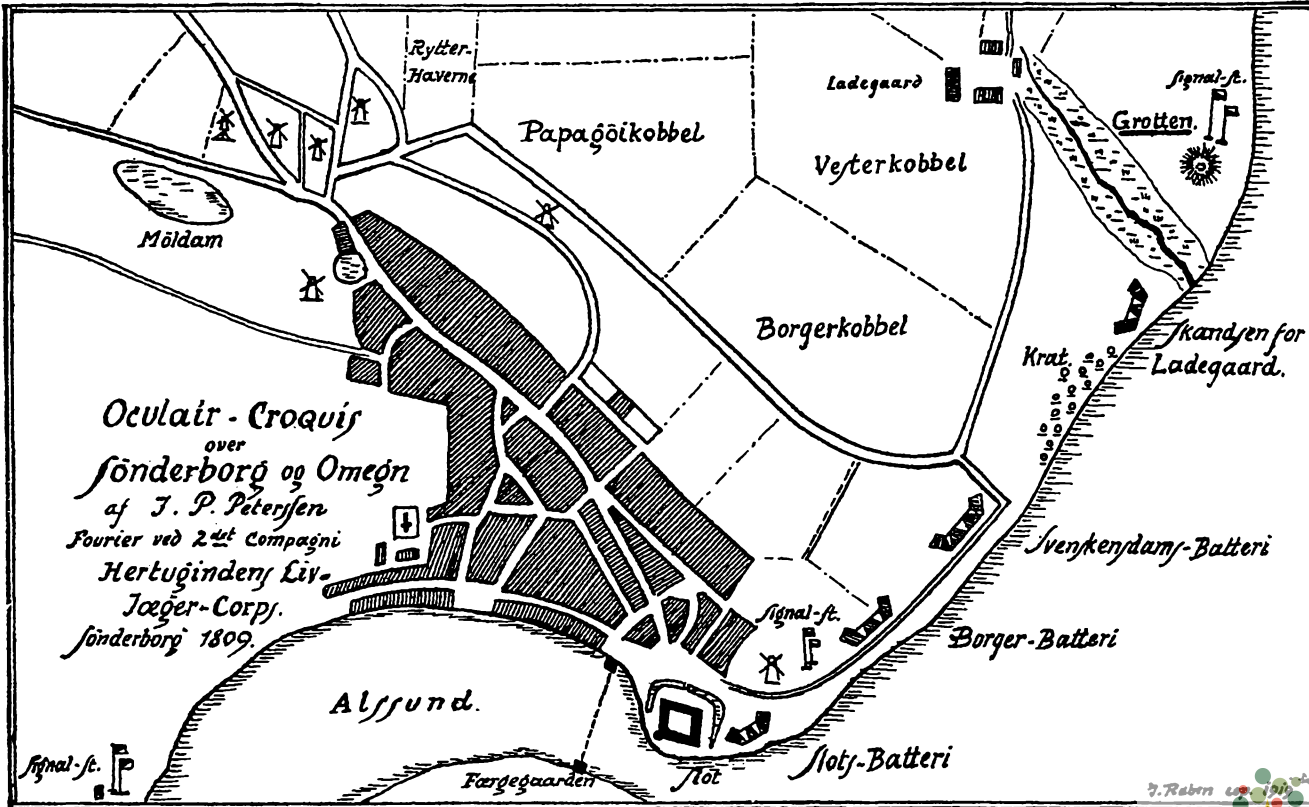 Rytter-
Haverne
Papagöikobbel
Ladegaard
Vesterkobbel
Signal-st.
Grotten.
Möldam
Borgerkobbel
Krat.
Skandsen for
Ladegaard.
Oculair-Croquis
over
Sönderborg og Omegn
af J. P. Peterssen
Fourier ved 2det Compagni
Hertugindens Liv-
Jæger-Corps.
Sönderborg 1809.
Svenskensdams-Batteri
Signal-st.
Borger-Batteri
Alssund.
Signal-st.
Færgegaarden
Slot
Slots-Batteri
J. Raben